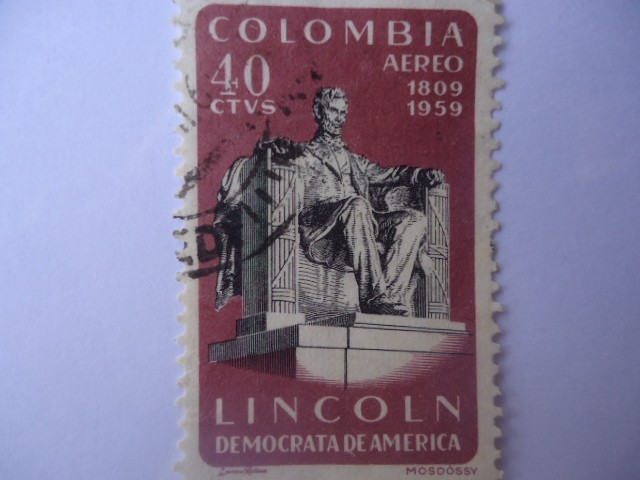 COLOMBIA
40 AEREO
CTVS 1809
1959
LINCOLN
DEMOCRATA DE AMERICA
MOSDÓSSY